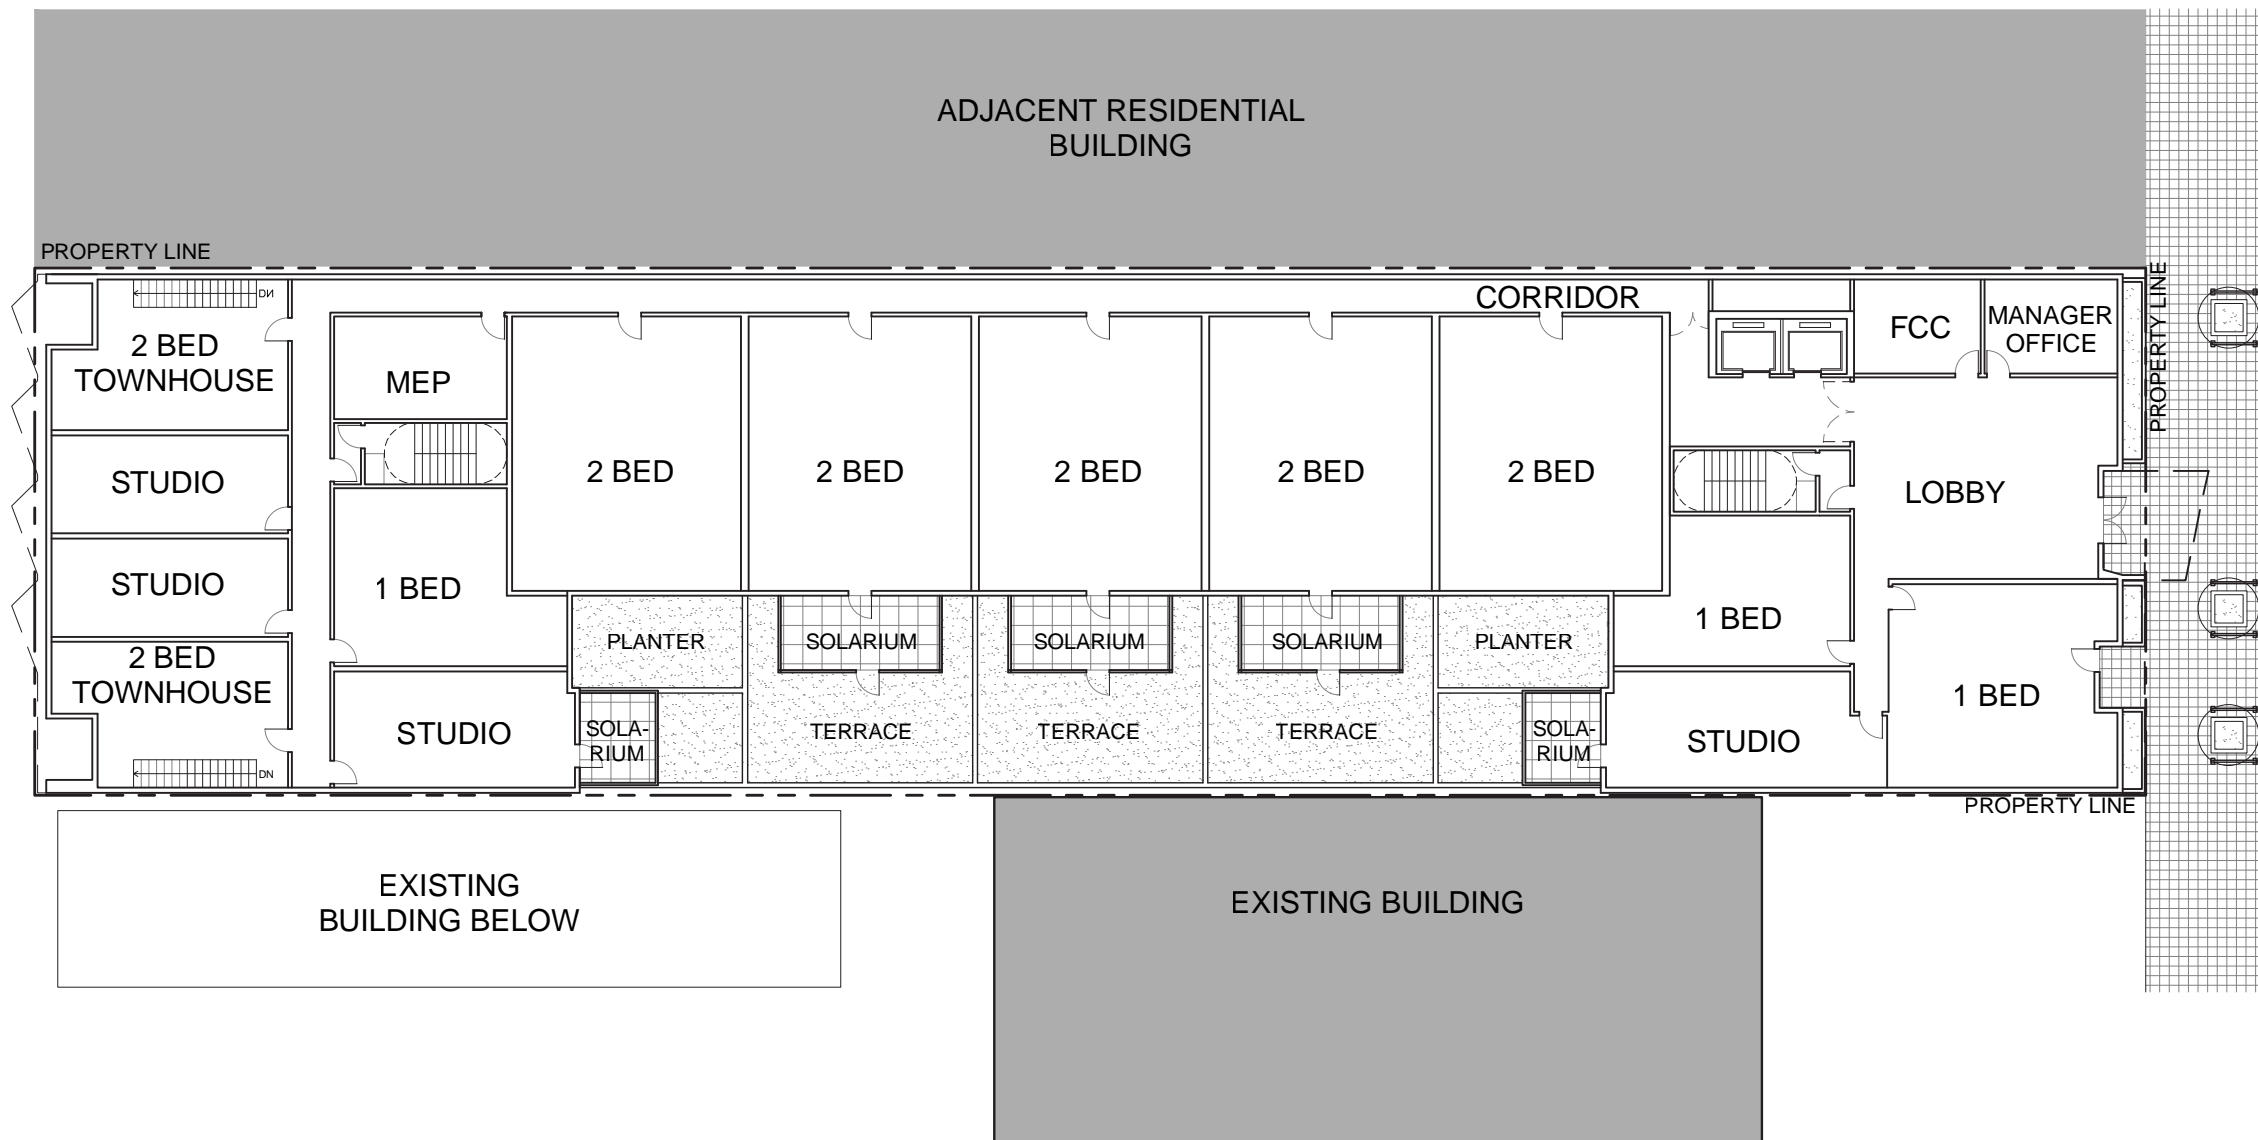 ADJACENT RESIDENTIAL
BUILDING
PROPERTY LINE
PROPERTY LINE
CORRIDOR
DN
2 BED
TOWNHOUSE
MEP
FCC
MANAGER
OFFICE
STUDIO
2 BED
2 BED
2 BED
2 BED
2 BED
LOBBY
STUDIO
1 BED
1 BED
PLANTER
SOLARIUM
SOLARIUM
SOLARIUM
PLANTER
2 BED
TOWNHOUSE
1 BED
STUDIO
SOLA-
RIUM
TERRACE
TERRACE
TERRACE
SOLA-
RIUM
STUDIO
DN
PROPERTY LINE
EXISTING
BUILDING BELOW
EXISTING BUILDING